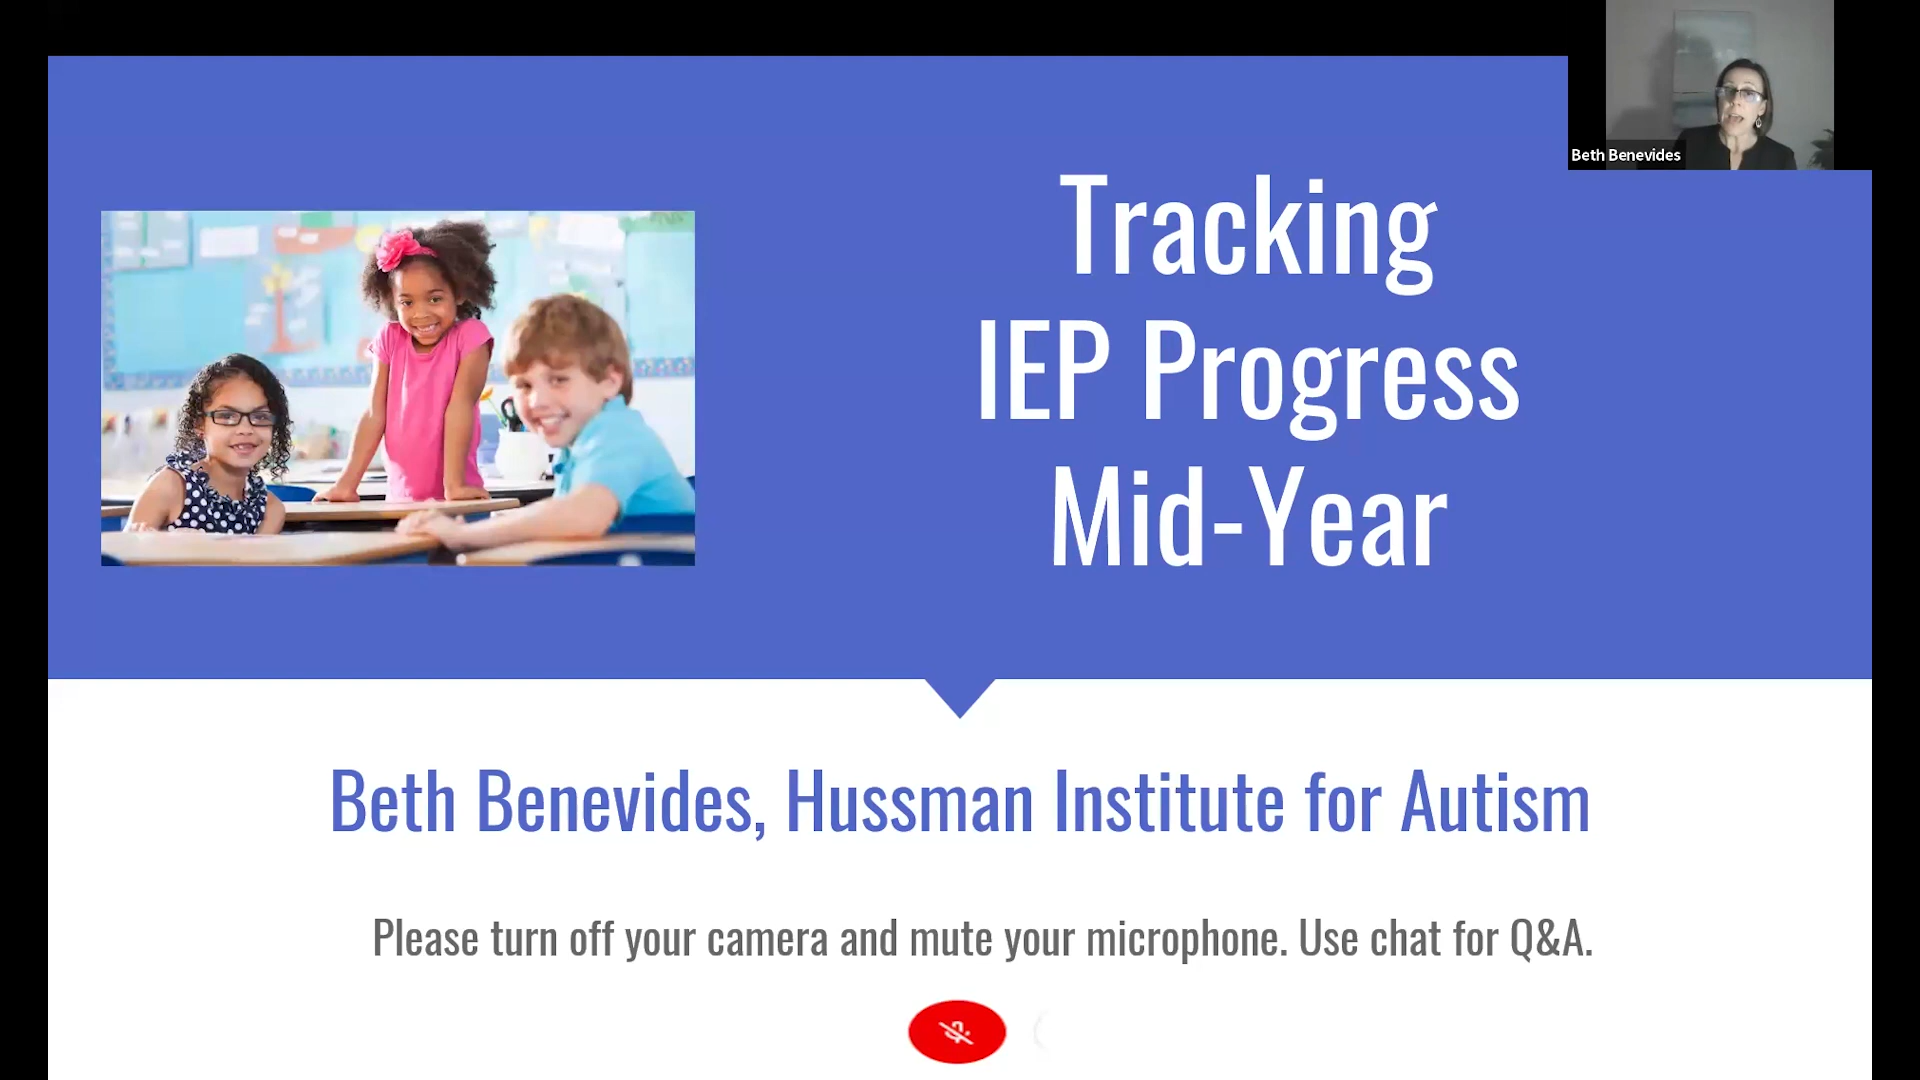 Beth Benevides
Tracking
IEP Progress
Mid-Year
Beth Benevides, Hussman Institute for Autism
Please turn off your camera and mute your microphone. Use chat for Q&A.